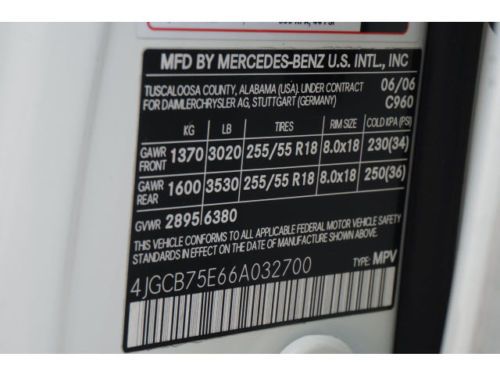 MFD BY MERCEDES-BENZ U.S. INTL., INC
TUSCALOOSA COUNTY, ALABAMA (USA). UNDER CONTRACT 06/06
FOR DAIMLERCHRYSLER AG, STUTTGART (GERMANY) C960
KG LB TIRES RIM SIZE COLD KPA (PSI)
GAWR FRONT 1370 3020 255/55 R18 8.0x18 230(34)
GAWR REAR 1600 3530 255/55 R18 8.0x18 250(36)
GVWR 2895 6380
THIS VEHICLE CONFORMS TO ALL APPLICABLE FEDERAL MOTOR VEHICLE SAFETY
STANDARDS IN EFFECT ON THE DATE OF MANUFACTURE SHOWN ABOVE.
4JGCB75E66A032700 TYPE: MPV